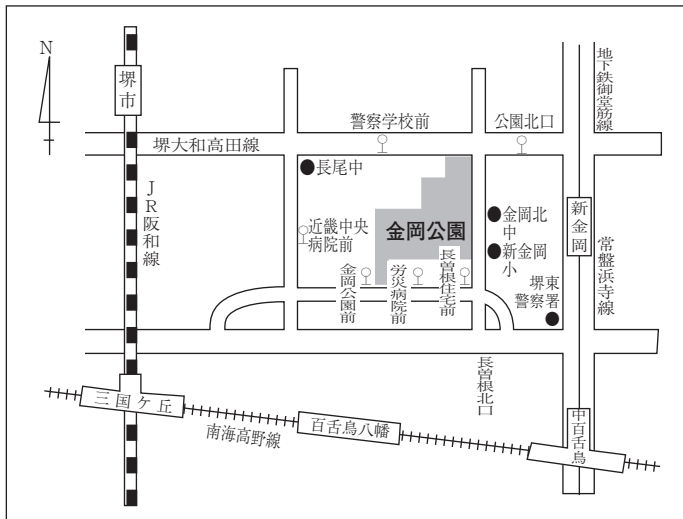 N
堺市
JR阪和線
堺大和高田線
警察学校前
公園北口
地下鉄御堂筋線
長尾中
近畿中央
病院前
金岡公園
金岡北
中
新金岡
小
新金岡
常盤浜寺線
金岡公園前
労災病院前
長曽根住宅前
堺東
警察署
長曽根北口
三国ケ丘
南海高野線
百舌鳥八幡
中百舌鳥